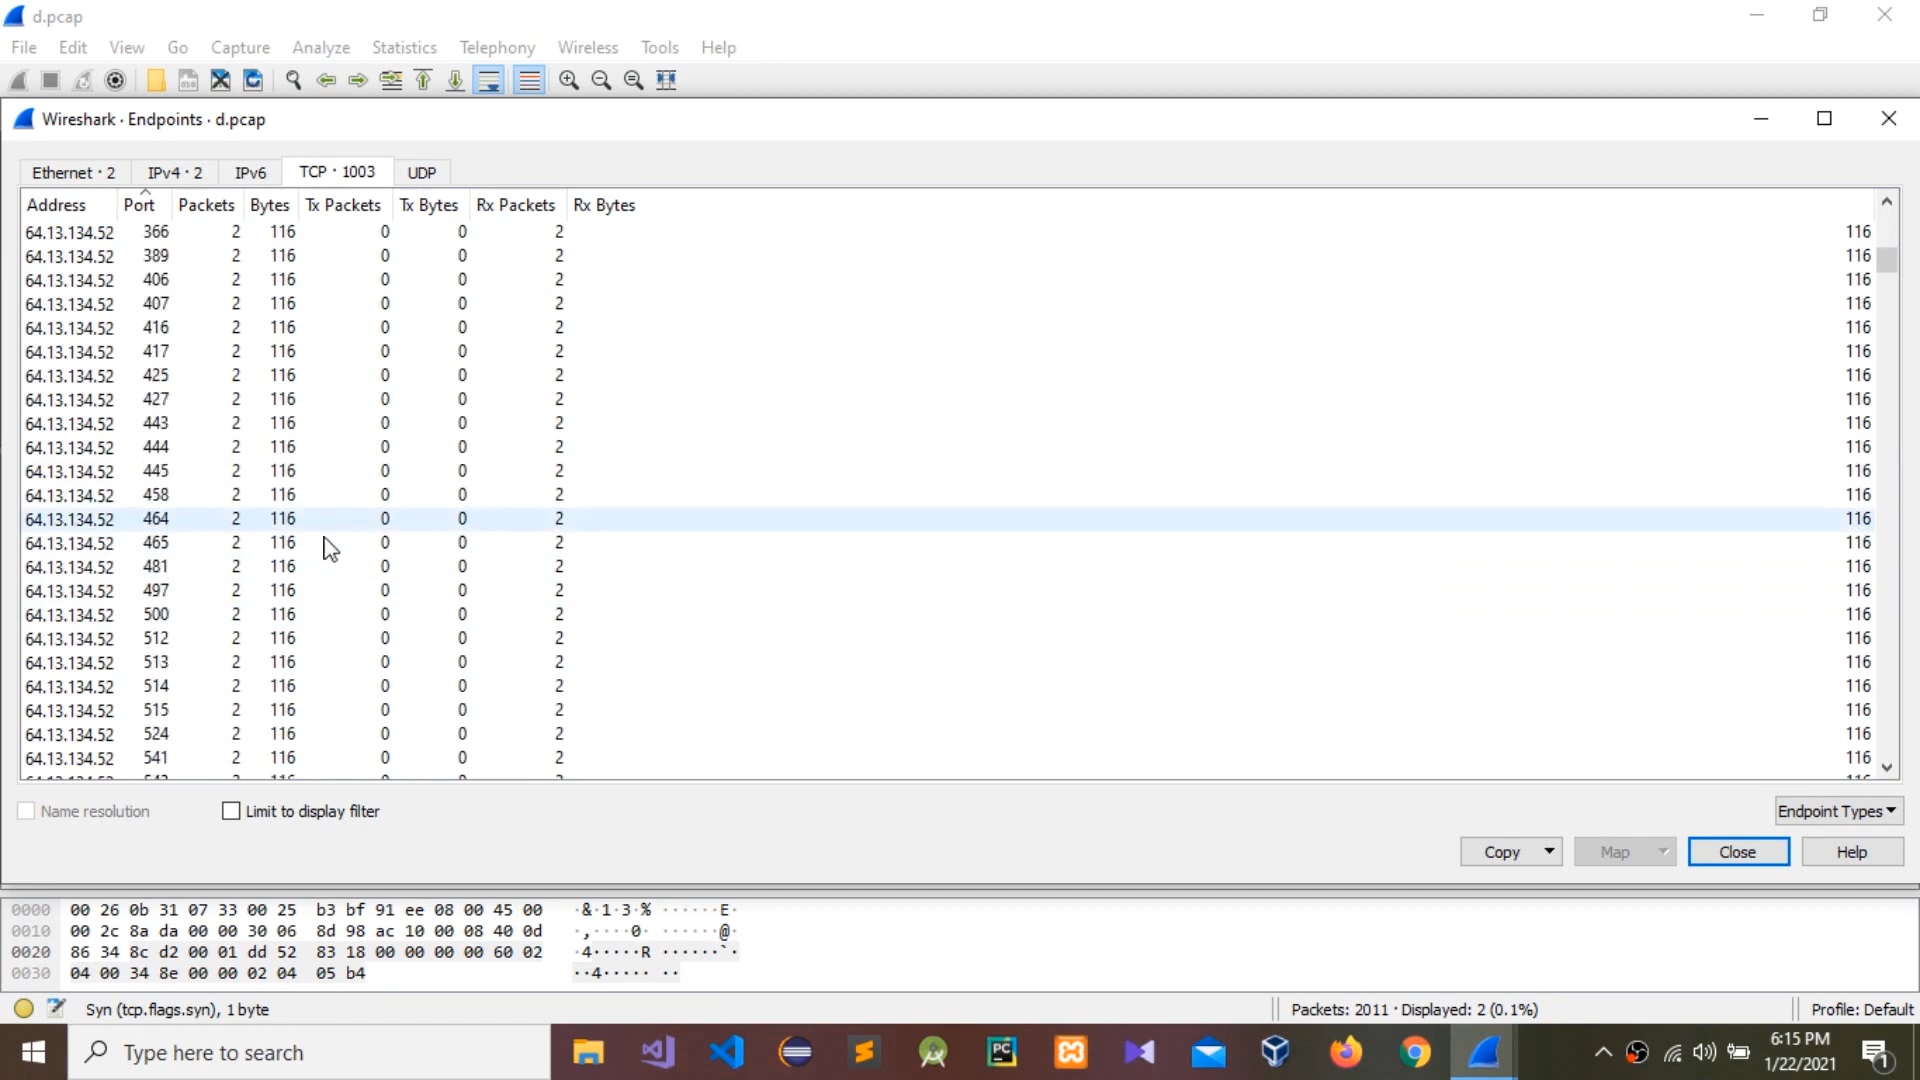 d.pcap
File Edit View Go Capture Analyze Statistics Telephony Wireless Tools Help
Wireshark · Endpoints · d.pcap
Ethernet · 2 IPv4 · 2 IPv6 TCP · 1003 UDP
Address Port Packets Bytes Tx Packets Tx Bytes Rx Packets Rx Bytes
64.13.134.52 366 2 116 0 0 2 116
64.13.134.52 389 2 116 0 0 2 116
64.13.134.52 406 2 116 0 0 2 116
64.13.134.52 407 2 116 0 0 2 116
64.13.134.52 416 2 116 0 0 2 116
64.13.134.52 417 2 116 0 0 2 116
64.13.134.52 425 2 116 0 0 2 116
64.13.134.52 427 2 116 0 0 2 116
64.13.134.52 443 2 116 0 0 2 116
64.13.134.52 444 2 116 0 0 2 116
64.13.134.52 445 2 116 0 0 2 116
64.13.134.52 458 2 116 0 0 2 116
64.13.134.52 464 2 116 0 0 2 116
64.13.134.52 465 2 116 0 0 2 116
64.13.134.52 481 2 116 0 0 2 116
64.13.134.52 497 2 116 0 0 2 116
64.13.134.52 500 2 116 0 0 2 116
64.13.134.52 512 2 116 0 0 2 116
64.13.134.52 513 2 116 0 0 2 116
64.13.134.52 514 2 116 0 0 2 116
64.13.134.52 515 2 116 0 0 2 116
64.13.134.52 524 2 116 0 0 2 116
64.13.134.52 541 2 116 0 0 2 116
Name resolution Limit to display filter Endpoint Types
Copy Map Close Help
0000 00 26 0b 31 07 33 00 25 b3 bf 91 ee 08 00 45 00 ·&·1·3·% ······E·
0010 00 2c 8a da 00 00 30 06 8d 98 ac 10 00 08 40 0d ·,····0· ······@·
0020 86 34 8c d2 00 01 dd 52 83 18 00 00 00 00 60 02 ·4·····R ······`·
0030 04 00 34 8e 00 00 02 04 05 b4 ··4····· ··
Syn (tcp.flags.syn), 1 byte Packets: 2011 · Displayed: 2 (0.1%) Profile: Default
Type here to search
PC
6:15 PM
1/22/2021
1